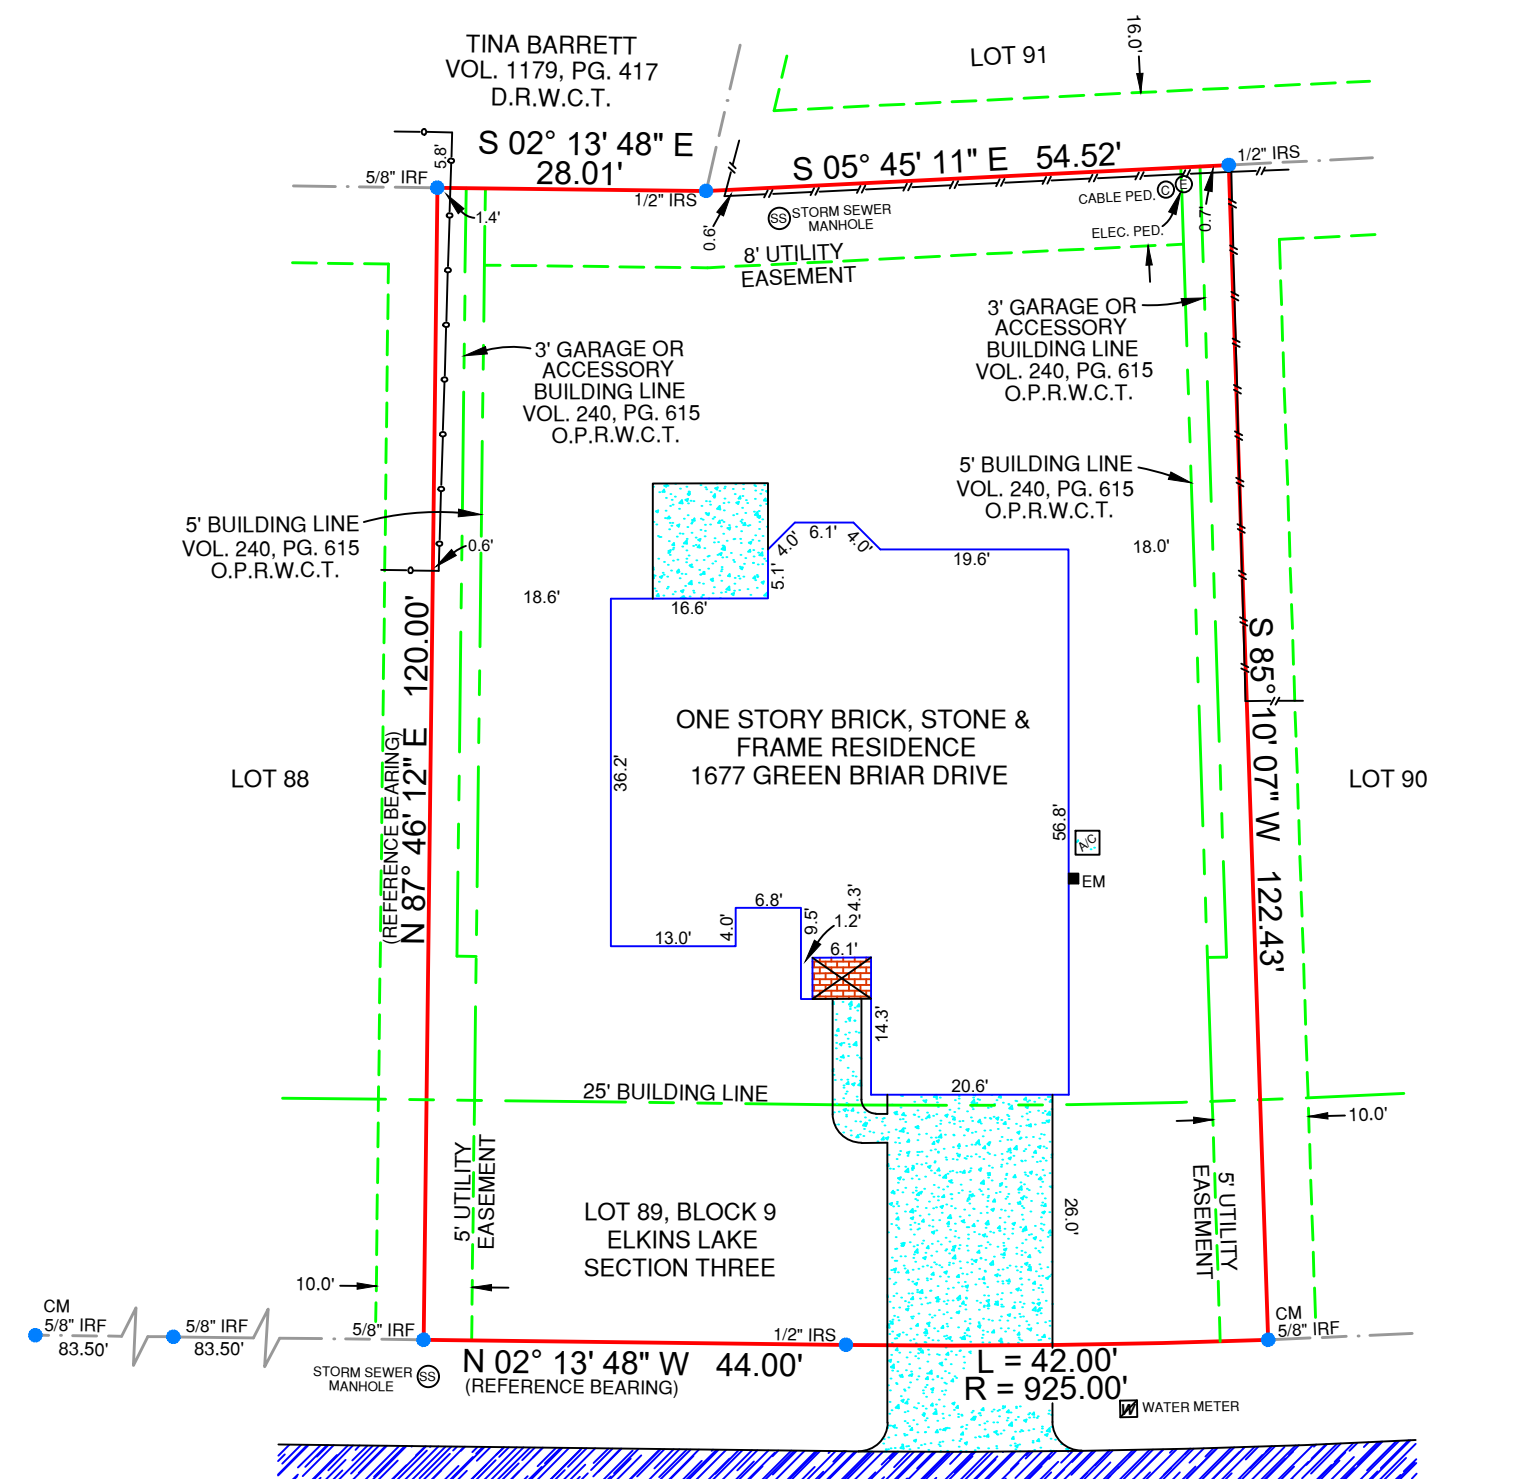 TINA BARRETT
VOL. 1179, PG. 417
D.R.W.C.T.
LOT 91
16.0'
S 02° 13' 48" E
28.01'
5.8'
5/8" IRF
1.4'
1/2" IRS
S 05° 45' 11" E 54.52'
1/2" IRS
CABLE PED.
C
E
ELEC. PED.
0.7'
0.6'
SS
STORM SEWER
MANHOLE
8' UTILITY
EASEMENT
3' GARAGE OR
ACCESSORY
BUILDING LINE
VOL. 240, PG. 615
O.P.R.W.C.T.
3' GARAGE OR
ACCESSORY
BUILDING LINE
VOL. 240, PG. 615
O.P.R.W.C.T.
5' BUILDING LINE
VOL. 240, PG. 615
O.P.R.W.C.T.
5' BUILDING LINE
VOL. 240, PG. 615
O.P.R.W.C.T.
0.6'
18.6'
18.0'
16.6'
5.1'
4.0'
6.1'
4.0'
19.6'
N 87° 46' 12" E 120.00'
(REFERENCE BEARING)
S 85° 10' 07" W 122.43'
ONE STORY BRICK, STONE &
FRAME RESIDENCE
1677 GREEN BRIAR DRIVE
LOT 88
LOT 90
36.2'
56.8'
A/C
EM
13.0'
4.0'
6.8'
9.5'
4.3'
1.2'
6.1'
14.3'
20.6'
25' BUILDING LINE
5' UTILITY
EASEMENT
5' UTILITY
EASEMENT
10.0'
10.0'
26.0'
LOT 89, BLOCK 9
ELKINS LAKE
SECTION THREE
CM
5/8" IRF
83.50'
5/8" IRF
83.50'
5/8" IRF
1/2" IRS
CM
5/8" IRF
N 02° 13' 48" W 44.00'
(REFERENCE BEARING)
L = 42.00'
R = 925.00'
STORM SEWER
MANHOLE
SS
W
WATER METER